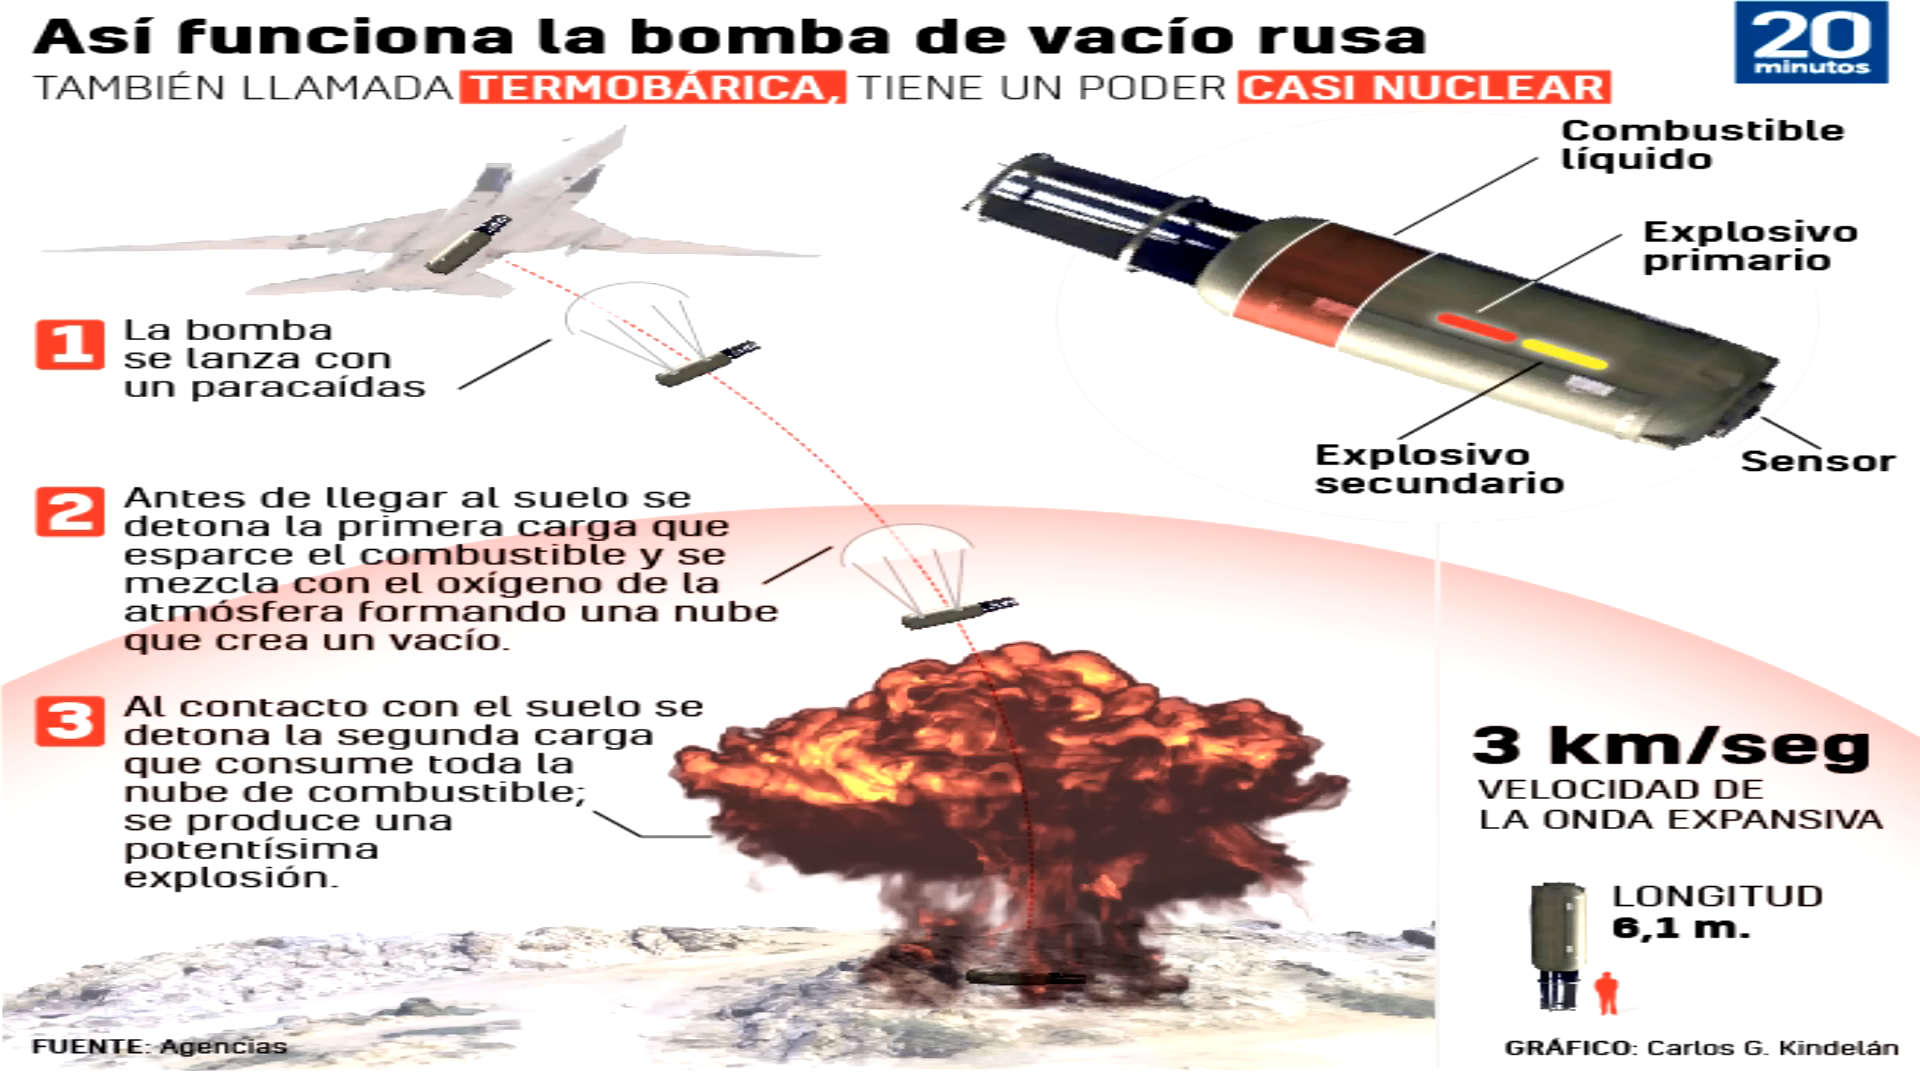 Así funciona la bomba de vacío rusa
TAMBIÉN LLAMADA TERMOBÁRICA, TIENE UN PODER CASI NUCLEAR
20
minutos
Combustible
líquido
Explosivo
primario
Explosivo
secundario
Sensor
1
La bomba
se lanza con
un paracaídas
2
Antes de llegar al suelo se
detona la primera carga que
esparce el combustible y se
mezcla con el oxígeno de la
atmósfera formando una nube
que crea un vacío.
3
Al contacto con el suelo se
detona la segunda carga
que consume toda la
nube de combustible;
se produce una
potentísima
explosión.
3 km/seg
VELOCIDAD DE
LA ONDA EXPANSIVA
LONGITUD
6,1 m.
FUENTE: Agencias
GRÁFICO: Carlos G. Kindelán